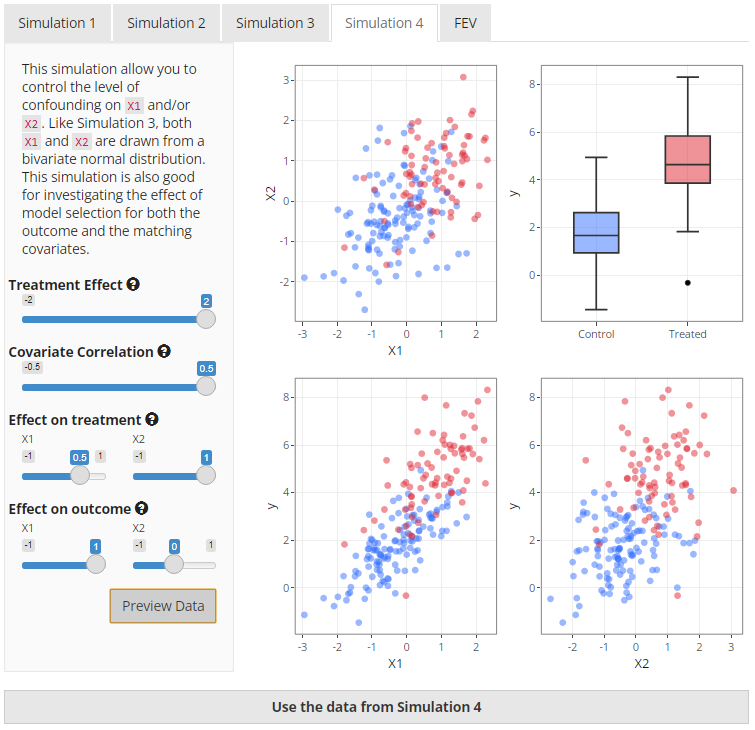 Simulation 1
Simulation 2
Simulation 3
Simulation 4
FEV
This simulation allow you to
control the level of
confounding on X1 and/or
X2. Like Simulation 3, both
X1 and X2 are drawn from a
bivariate normal distribution.
This simulation is also good
for investigating the effect of
model selection for both the
outcome and the matching
covariates.
Treatment Effect ?
-2 2
Covariate Correlation ?
-0.5 0.5
Effect on treatment ?
X1 X2
-1 0.5 1 -1 1
Effect on outcome ?
X1 X2
-1 1 -1 0 1
Preview Data
X2
3
2
1
0
-1
-2
-3 -2 -1 0 1 2
X1
y
8
6
4
2
0
Control Treated
y
8
6
4
2
0
-3 -2 -1 0 1 2
X1
y
8
6
4
2
0
-2 -1 0 1 2 3
X2
Use the data from Simulation 4